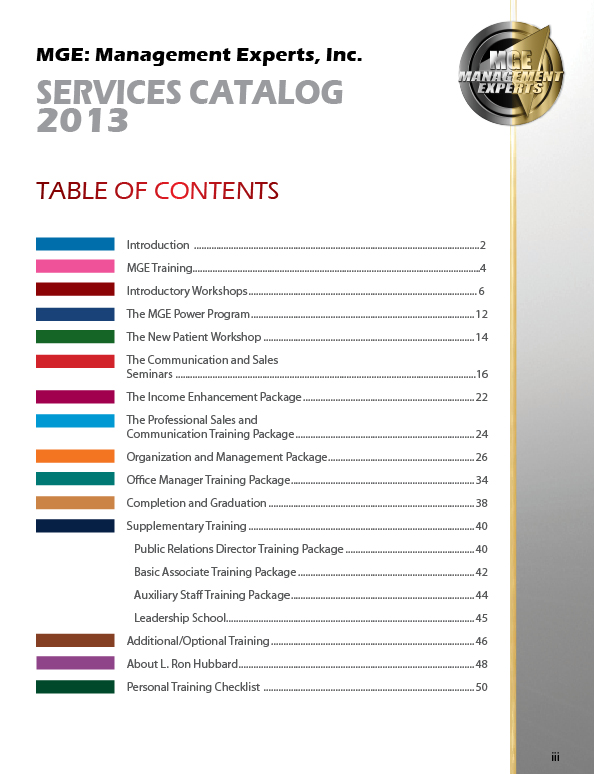 MGE: Management Experts, Inc.
SERVICES CATALOG
2013
MGE
MANAGEMENT
EXPERTS
TABLE OF CONTENTS
Introduction ........................................ 2
MGE Training ........................................ 4
Introductory Workshops ........................................ 6
The MGE Power Program ........................................ 12
The New Patient Workshop ........................................ 14
The Communication and Sales
Seminars ........................................ 16
The Income Enhancement Package ........................................ 22
The Professional Sales and
Communication Training Package ........................................ 24
Organization and Management Package ........................................ 26
Office Manager Training Package ........................................ 34
Completion and Graduation ........................................ 38
Supplementary Training ........................................ 40
Public Relations Director Training Package ........................................ 40
Basic Associate Training Package ........................................ 42
Auxiliary Staff Training Package ........................................ 44
Leadership School ........................................ 45
Additional/Optional Training ........................................ 46
About L. Ron Hubbard ........................................ 48
Personal Training Checklist ........................................ 50
iii